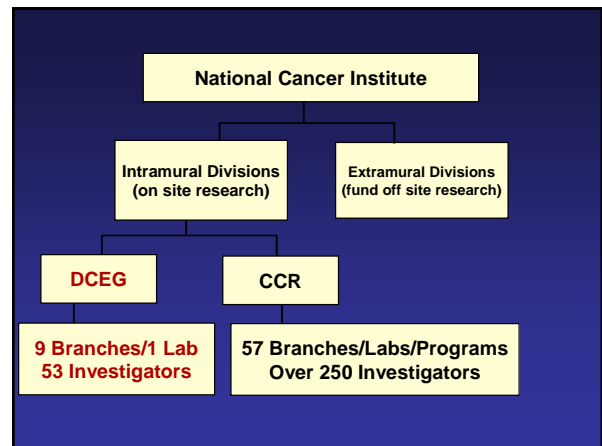 National Cancer Institute
Intramural Divisions
(on site research)
Extramural Divisions
(fund off site research)
DCEG
CCR
9 Branches/1 Lab
53 Investigators
57 Branches/Labs/Programs
Over 250 Investigators